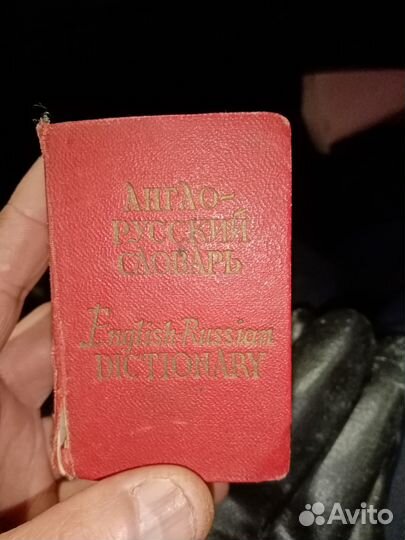 АНГЛО-
РУССКИЙ
СЛОВАРЬ
English Russian
DICTIONARY
Avito